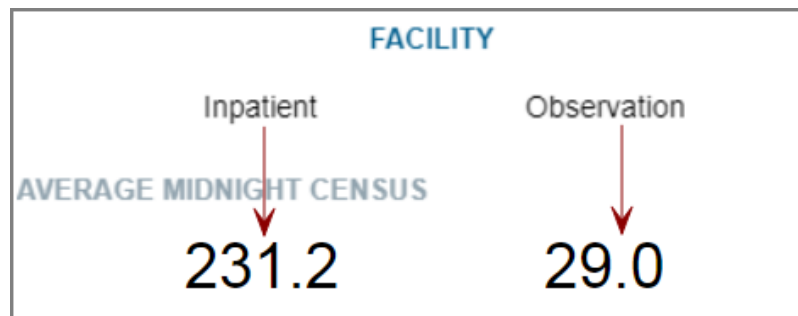 FACILITY
Inpatient Observation
AVERAGE MIDNIGHT CENSUS
231.2 29.0